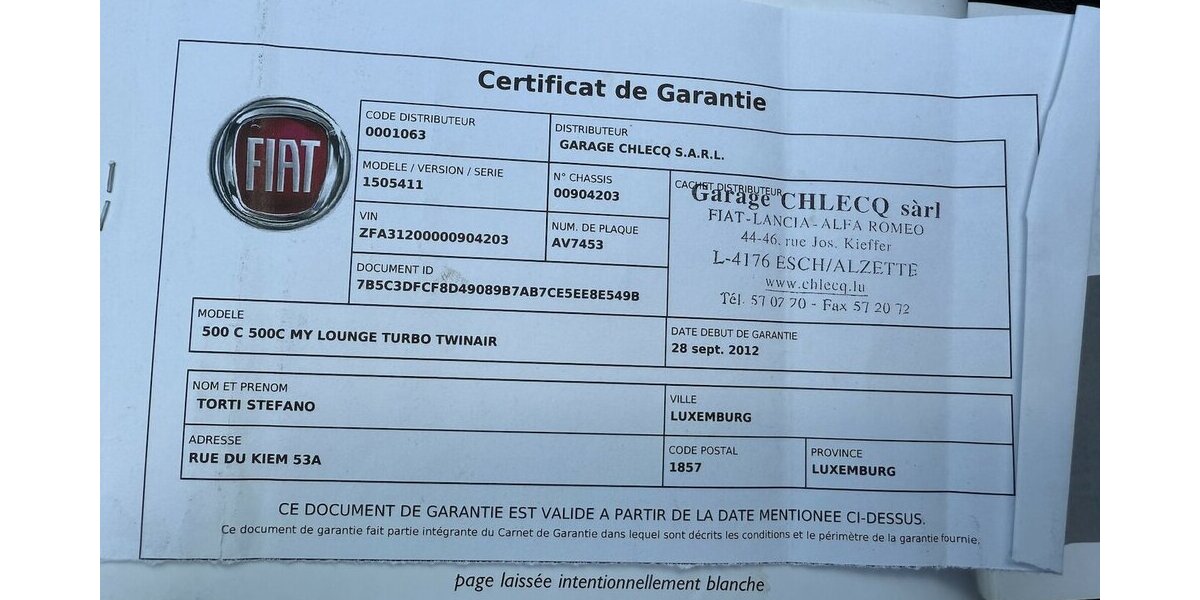 Certificat de Garantie
FIAT
CODE DISTRIBUTEUR
0001063
DISTRIBUTEUR
GARAGE CHLECQ S.A.R.L.
MODELE / VERSION / SERIE
1505411
N° CHASSIS
00904203
CACHET DISTRIBUTEUR
Garage CHLECQ sàrl
FIAT-LANCIA-ALFA ROMEO
44-46, rue Jos. Kieffer
L-4176 ESCH/ALZETTE
www.chlecq.lu
Tél. 57 07 70 - Fax 57 20 72
VIN
ZFA31200000904203
NUM. DE PLAQUE
AV7453
DOCUMENT ID
7B5C3DFCF8D49089B7AB7CE5EE8E549B
MODELE
500 C 500C MY LOUNGE TURBO TWINAIR
DATE DEBUT DE GARANTIE
28 sept. 2012
NOM ET PRENOM
TORTI STEFANO
VILLE
LUXEMBURG
ADRESSE
RUE DU KIEM 53A
CODE POSTAL
1857
PROVINCE
LUXEMBURG
CE DOCUMENT DE GARANTIE EST VALIDE A PARTIR DE LA DATE MENTIONEE CI-DESSUS.
Ce document de garantie fait partie intégrante du Carnet de Garantie dans lequel sont décrits les conditions et le périmètre de la garantie fournie.
page laissée intentionnellement blanche